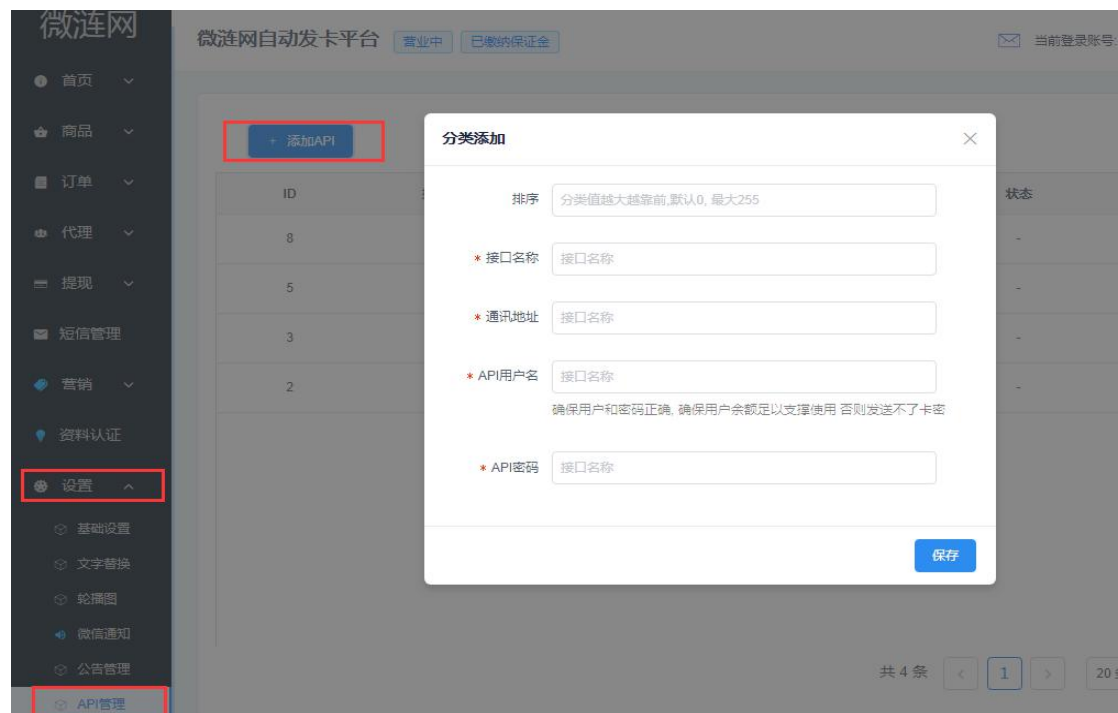 微涟网
微涟网自动发卡平台 营业中 已缴纳保证金
当前登录账号:
首页
商品
订单
代理
提现
短信管理
营销
资料认证
设置
基础设置
文字替换
轮播图
微信通知
公告管理
API管理
+ 添加API
ID
状态
8
-
5
-
3
-
2
-
分类添加
排序 分类值越大越靠前,默认0, 最大255
* 接口名称 接口名称
* 通讯地址 接口名称
* API用户名 接口名称
确保用户和密码正确, 确保用户余额足以支撑使用 否则发送不了卡密
* API密码 接口名称
保存
共 4 条 < 1 > 20